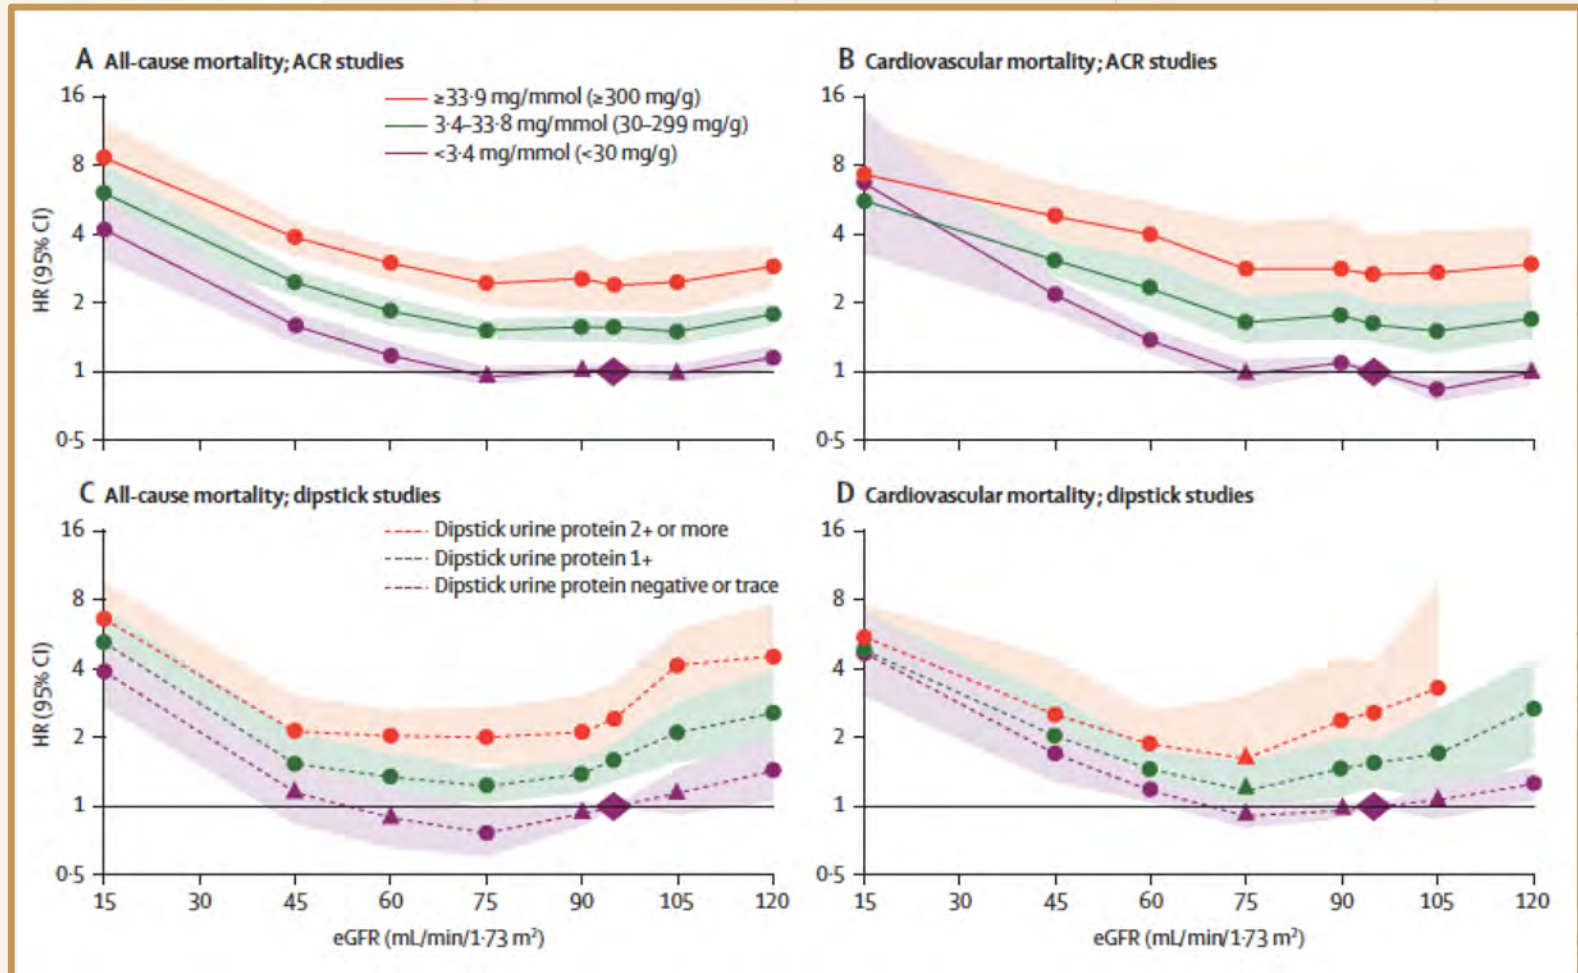 A All-cause mortality; ACR studies
16
8
4
2
1
0·5
HR (95% CI)
≥33·9 mg/mmol (≥300 mg/g)
3·4–33·8 mg/mmol (30–299 mg/g)
<3·4 mg/mmol (<30 mg/g)
B Cardiovascular mortality; ACR studies
16
8
4
2
1
0·5
C All-cause mortality; dipstick studies
16
8
4
2
1
0·5
HR (95% CI)
Dipstick urine protein 2+ or more
Dipstick urine protein 1+
Dipstick urine protein negative or trace
15 30 45 60 75 90 105 120
eGFR (mL/min/1·73 m²)
D Cardiovascular mortality; dipstick studies
16
8
4
2
1
0·5
15 30 45 60 75 90 105 120
eGFR (mL/min/1·73 m²)